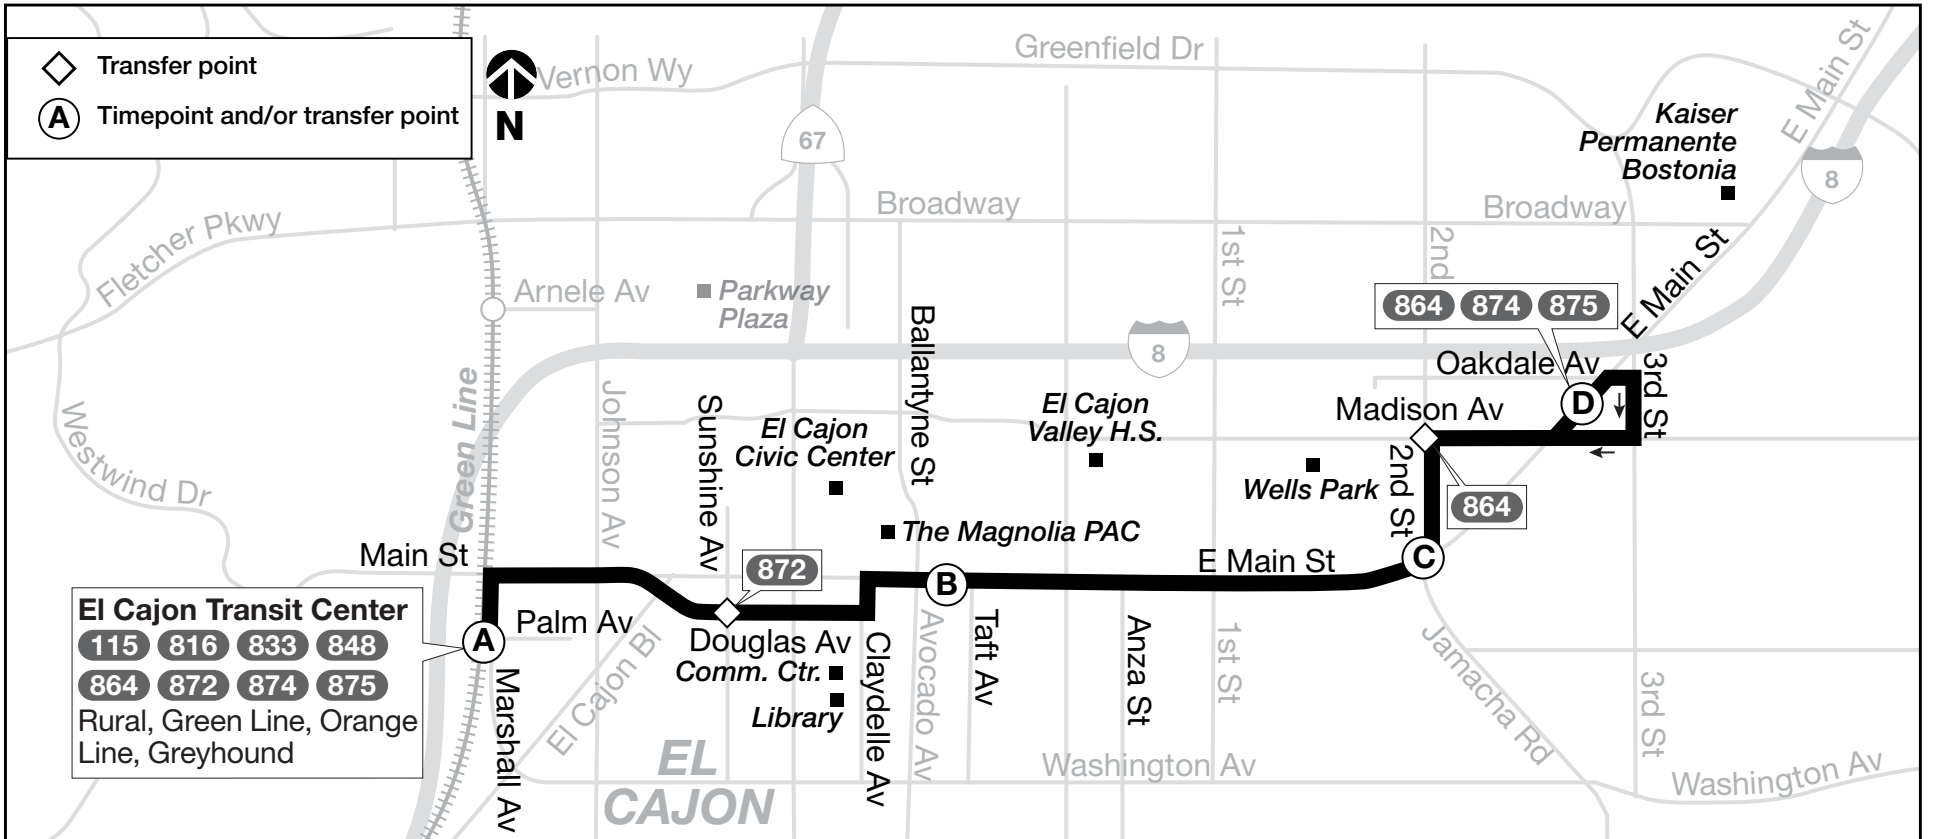 Transfer point
A
Timepoint and/or transfer point
N
Vernon Wy
Greenfield Dr
E Main St
67
Kaiser
Permanente
Bostonia
8
Fletcher Pkwy
Broadway
Broadway
1st St
2nd
E Main St
Arnele Av
Parkway
Plaza
864 874 875
8
Oakdale Av
3rd St
Green Line
Johnson Av
Sunshine Av
Ballantyne St
El Cajon
Civic Center
El Cajon
Valley H.S.
Madison Av
D
Westwind Dr
2nd St
Wells Park
864
The Magnolia PAC
Main St
872
B
E Main St
C
El Cajon Transit Center
115 816 833 848
864 872 874 875
Rural, Green Line, Orange
Line, Greyhound
A
Palm Av
Marshall Av
El Cajon Bl
Douglas Av
Comm. Ctr.
Library
Claydelle Av
Avocado Av
Taft Av
Anza St
1st St
Jamacha Rd
3rd St
EL
CAJON
Washington Av
Washington Av